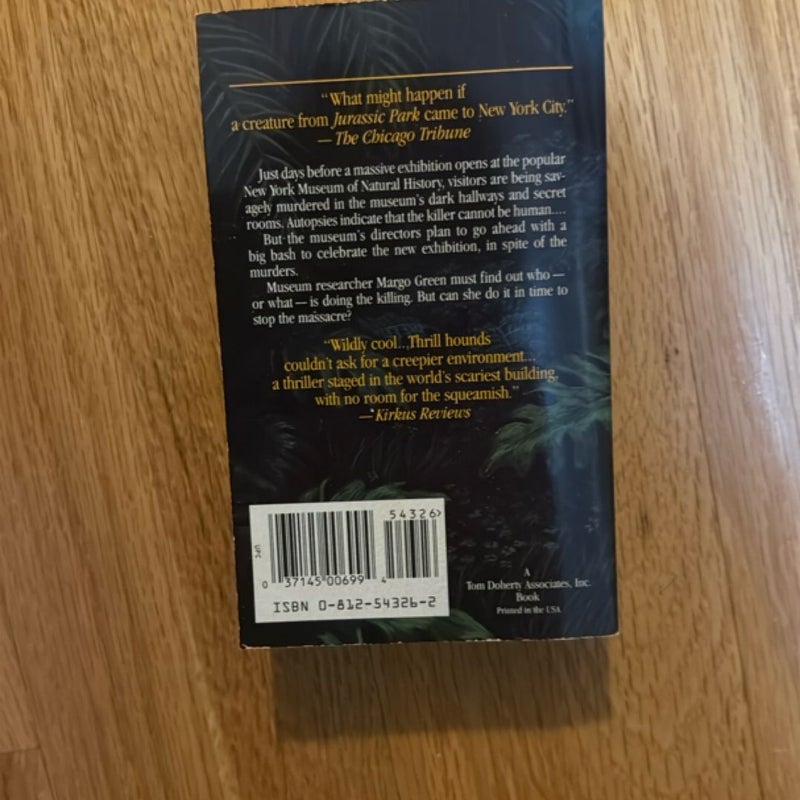 “What might happen if
a creature from Jurassic Park came to New York City.”
— The Chicago Tribune
Just days before a massive exhibition opens at the popular
New York Museum of Natural History, visitors are being sav-
agely murdered in the museum’s dark hallways and secret
rooms. Autopsies indicate that the killer cannot be human....
But the museum’s directors plan to go ahead with a
big bash to celebrate the new exhibition, in spite of the
murders.
Museum researcher Margo Green must find out who —
or what — is doing the killing. But can she do it in time to
stop the massacre?
“Wildly cool...Thrill hounds
couldn’t ask for a creepier environment...
a thriller staged in the world’s scariest building,
with no room for the squeamish.”
— Kirkus Reviews
54326>
UPC
0 37145 00699 4
ISBN 0-812-54326-2
A
Tom Doherty Associates, Inc.
Book
Printed in the USA